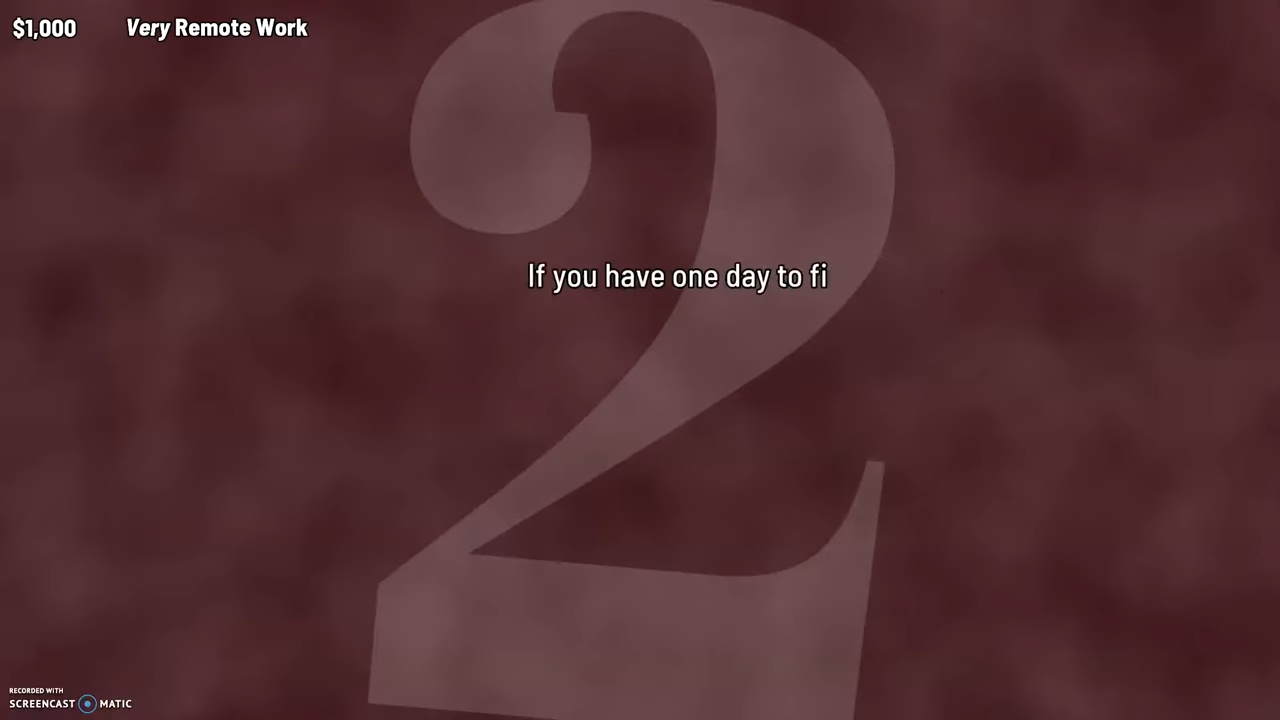 $1,000 Very Remote Work
2
If you have one day to fi
RECORDED WITH
SCREENCAST MATIC